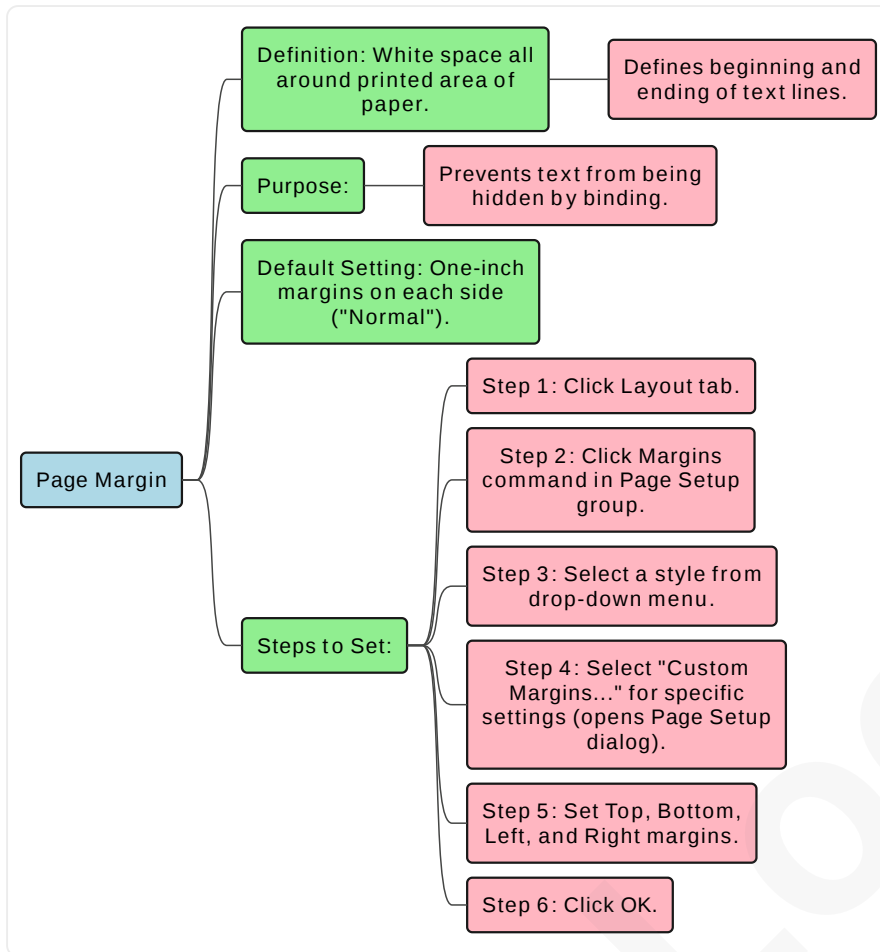 Definition: White space all
around printed area of
paper.
Defines beginning and
ending of text lines.
Purpose:
Prevents text from being
hidden by binding.
Default Setting: One-inch
margins on each side
("Normal").
Page Margin
Steps to Set:
Step 1: Click Layout tab.
Step 2: Click Margins
command in Page Setup
group.
Step 3: Select a style from
drop-down menu.
Step 4: Select "Custom
Margins..." for specific
settings (opens Page Setup
dialog).
Step 5: Set Top, Bottom,
Left, and Right margins.
Step 6: Click OK.